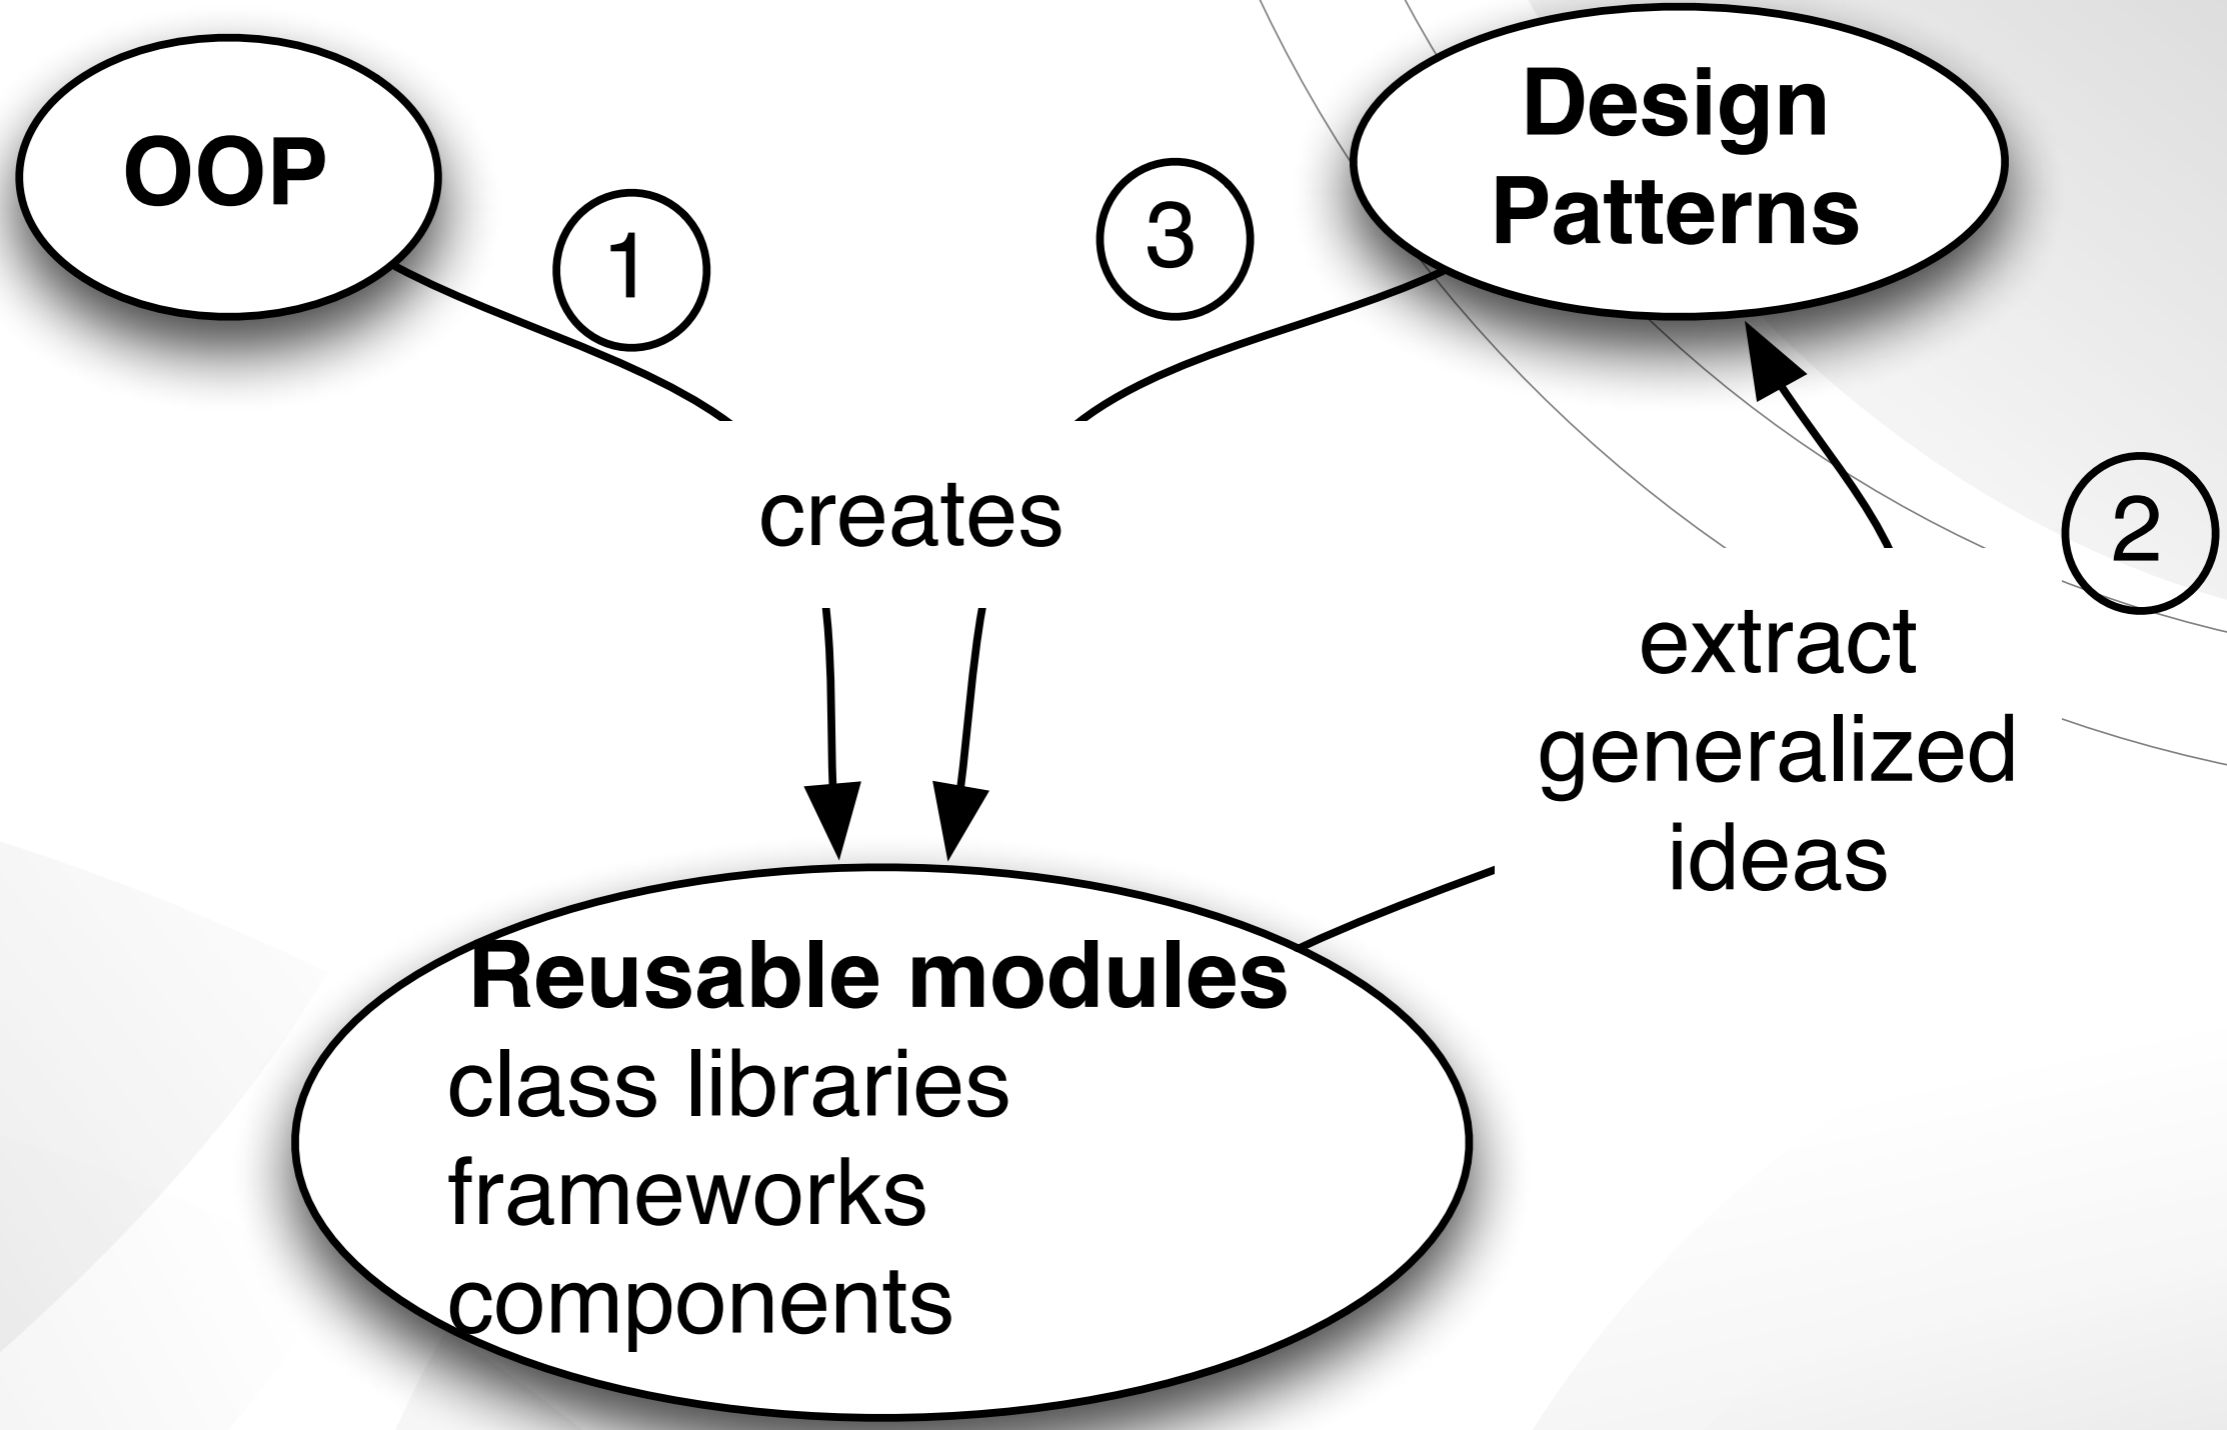 OOP
Design
Patterns
1
3
creates
2
extract
generalized
ideas
Reusable modules
class libraries
frameworks
components